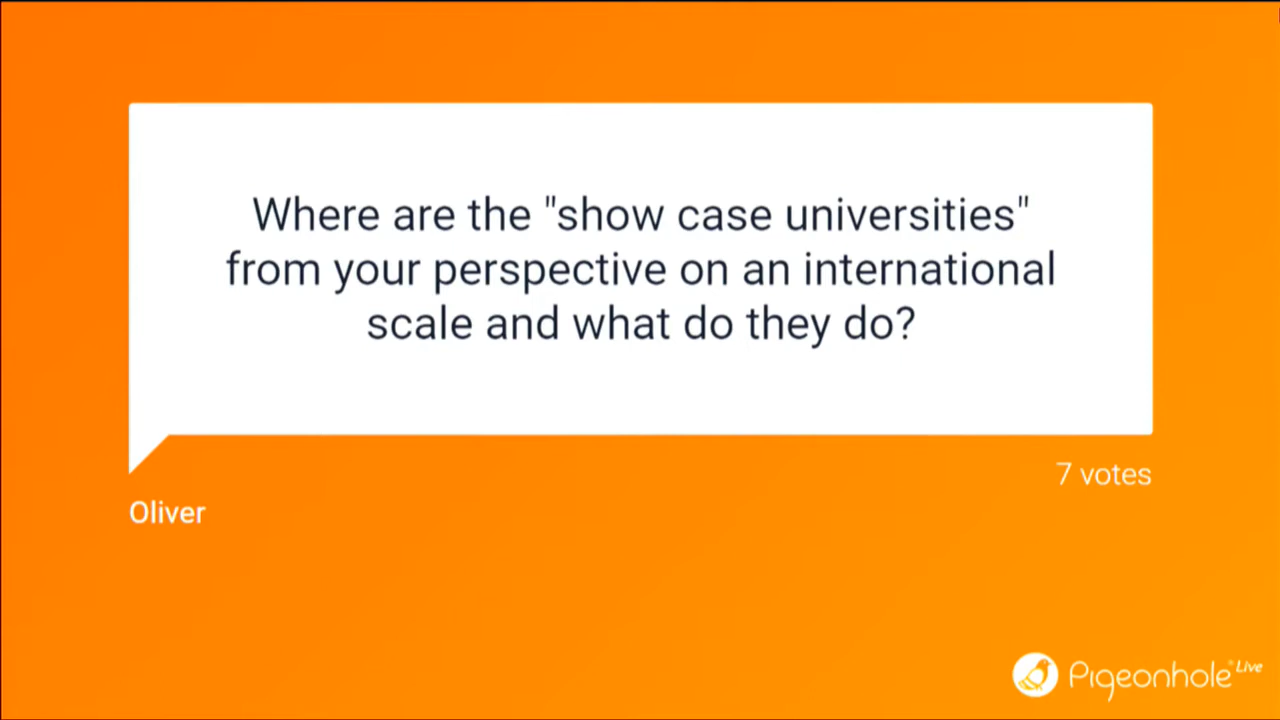 Where are the "show case universities"
from your perspective on an international
scale and what do they do?
7 votes
Oliver
Pigeonhole Live